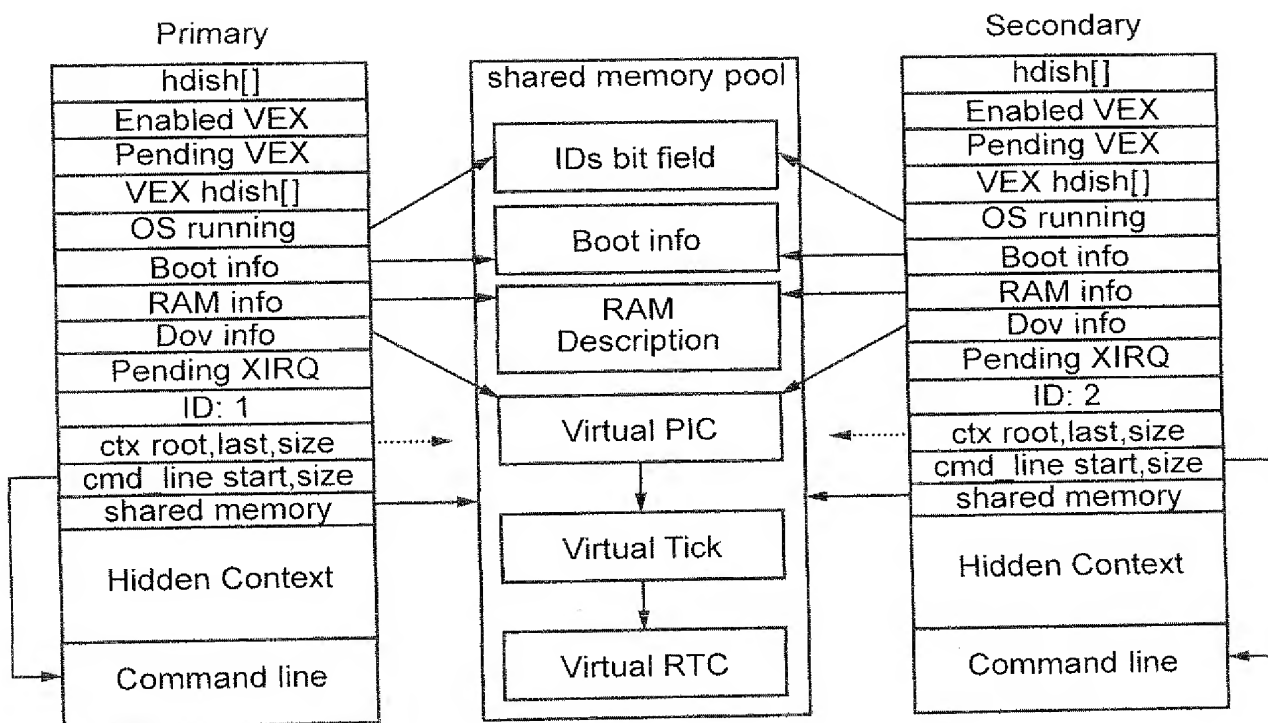 Primary
hdish[]
Enabled VEX
Pending VEX
VEX hdish[]
OS running
Boot info
RAM info
Dov info
Pending XIRQ
ID: 1
ctx root,last,size
cmd line start,size
shared memory
Hidden Context
Command line
shared memory pool
IDs bit field
Boot info
RAM
Description
Virtual PIC
Virtual Tick
Virtual RTC
Secondary
hdish[]
Enabled VEX
Pending VEX
VEX hdish[]
OS running
Boot info
RAM info
Dov info
Pending XIRQ
ID: 2
ctx root,last,size
cmd line start,size
shared memory
Hidden Context
Command line